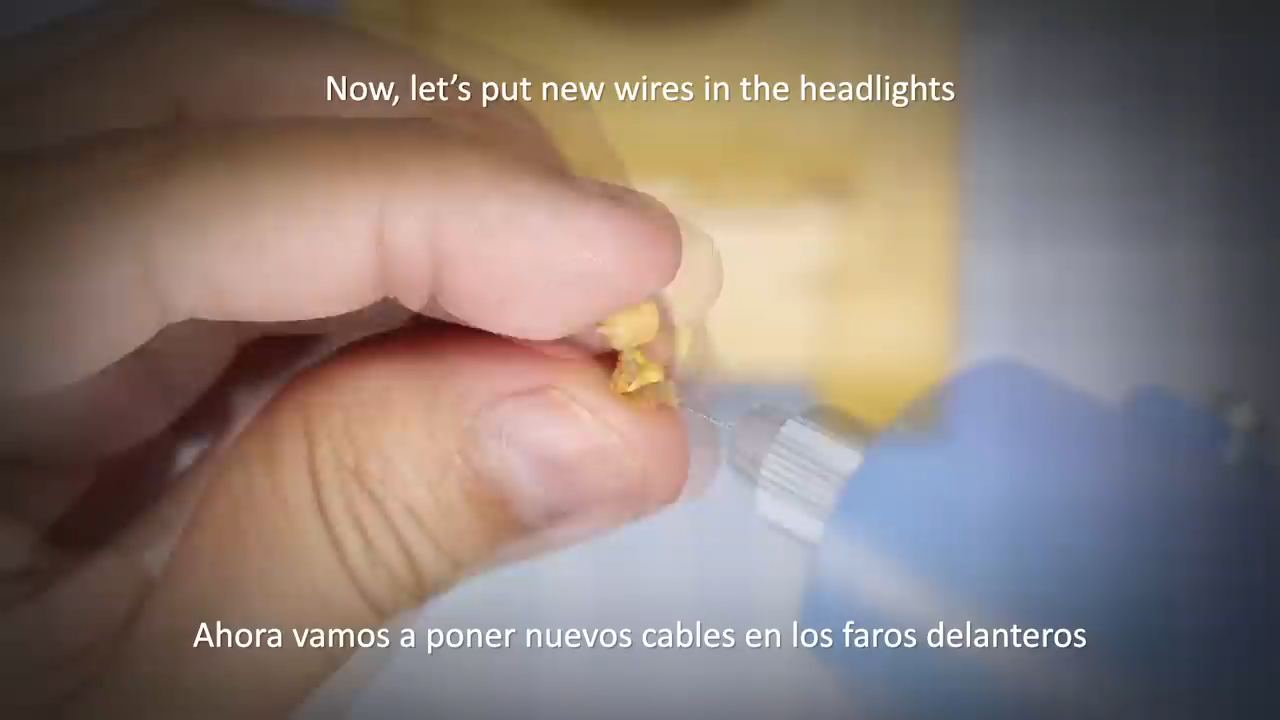 Now, let’s put new wires in the headlights
Ahora vamos a poner nuevos cables en los faros delanteros